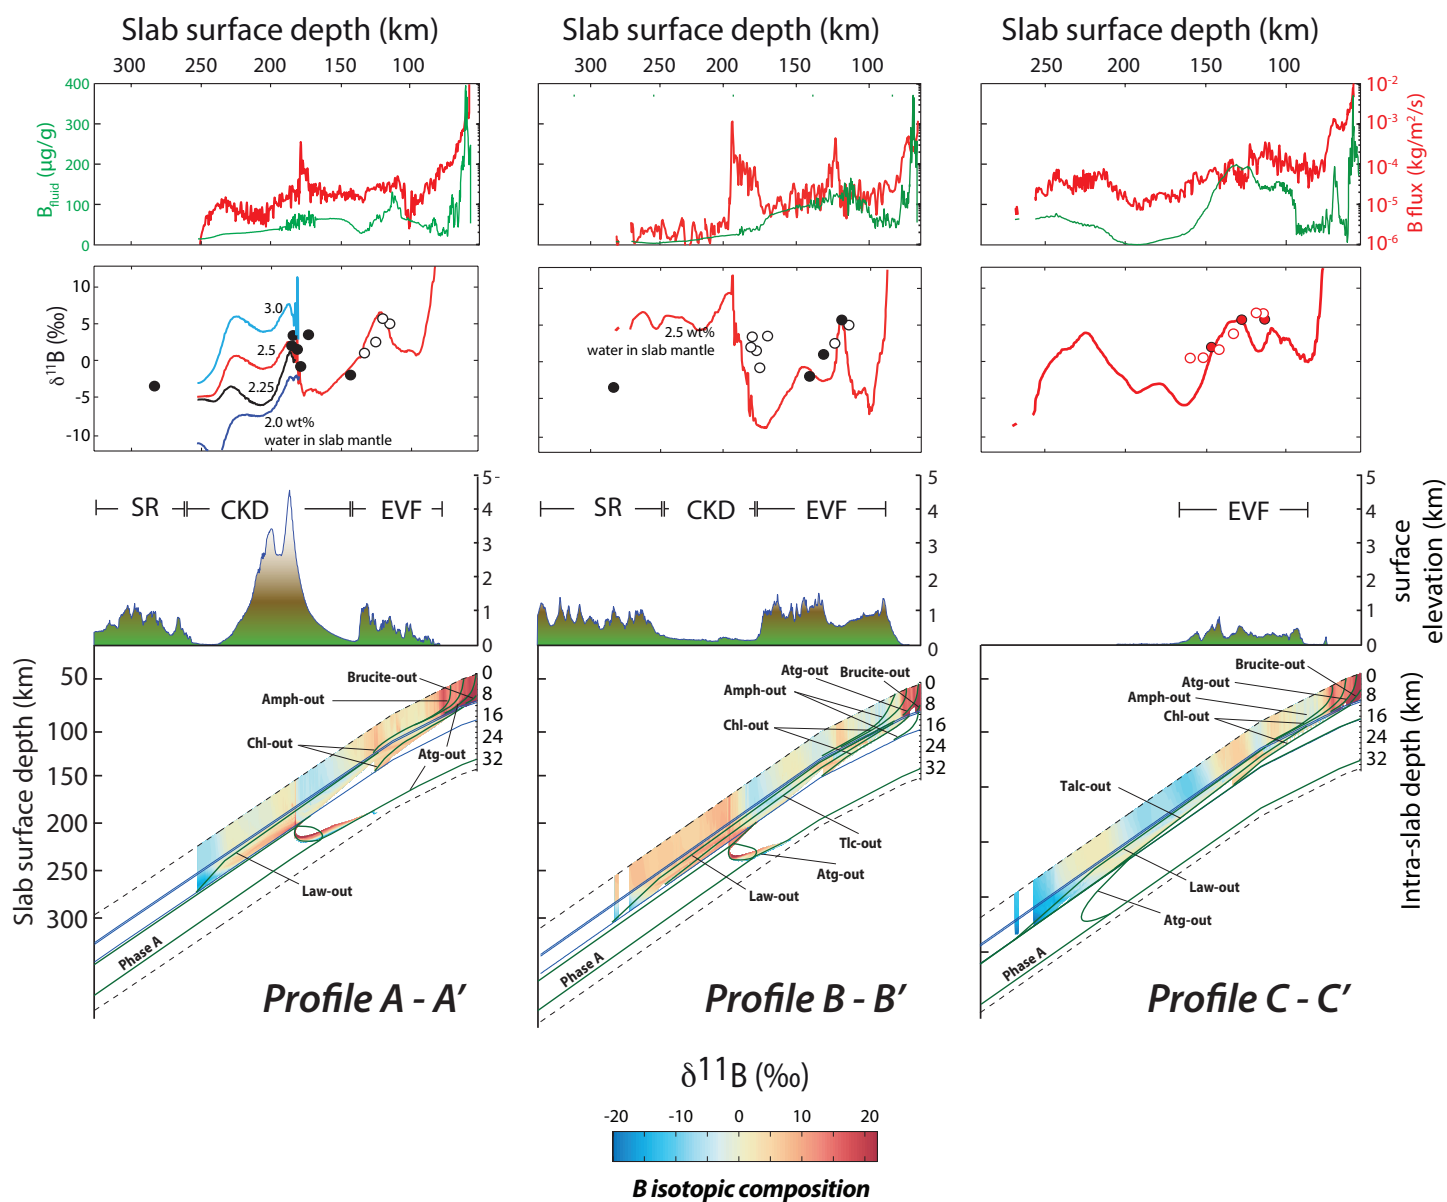 Slab surface depth (km)
Slab surface depth (km)
Slab surface depth (km)
300 250 200 150 100
300 250 200 150 100
250 200 150 100
400
300
200
100
0
B fluid (μg/g)
10-2
10-3
10-4
10-5
10-6
B flux (kg/m2/s)
10
5
0
-5
-10
δ11B (‰)
3.0
2.5
2.25
2.0 wt%
water in slab mantle
2.5 wt%
water in slab mantle
SR CKD EVF
5-
4
3
2
1
0
SR CKD EVF
5
4
3
2
1
0
EVF
5
4
3
2
1
0
surface
elevation (km)
Slab surface depth (km)
50
100
150
200
250
300
Brucite-out
Amph-out
Chl-out
Atg-out
Law-out
Phase A
0
8
16
24
32
Profile A - A′
Atg-out
Brucite-out
Amph-out
Chl-out
Tlc-out
Atg-out
Law-out
Phase A
0
8
16
24
32
Profile B - B′
Brucite-out
Atg-out
Amph-out
Chl-out
Talc-out
Law-out
Atg-out
Phase A
0
8
16
24
32
Intra-slab depth (km)
Profile C - C′
δ11B (‰)
-20 -10 0 10 20
B isotopic composition